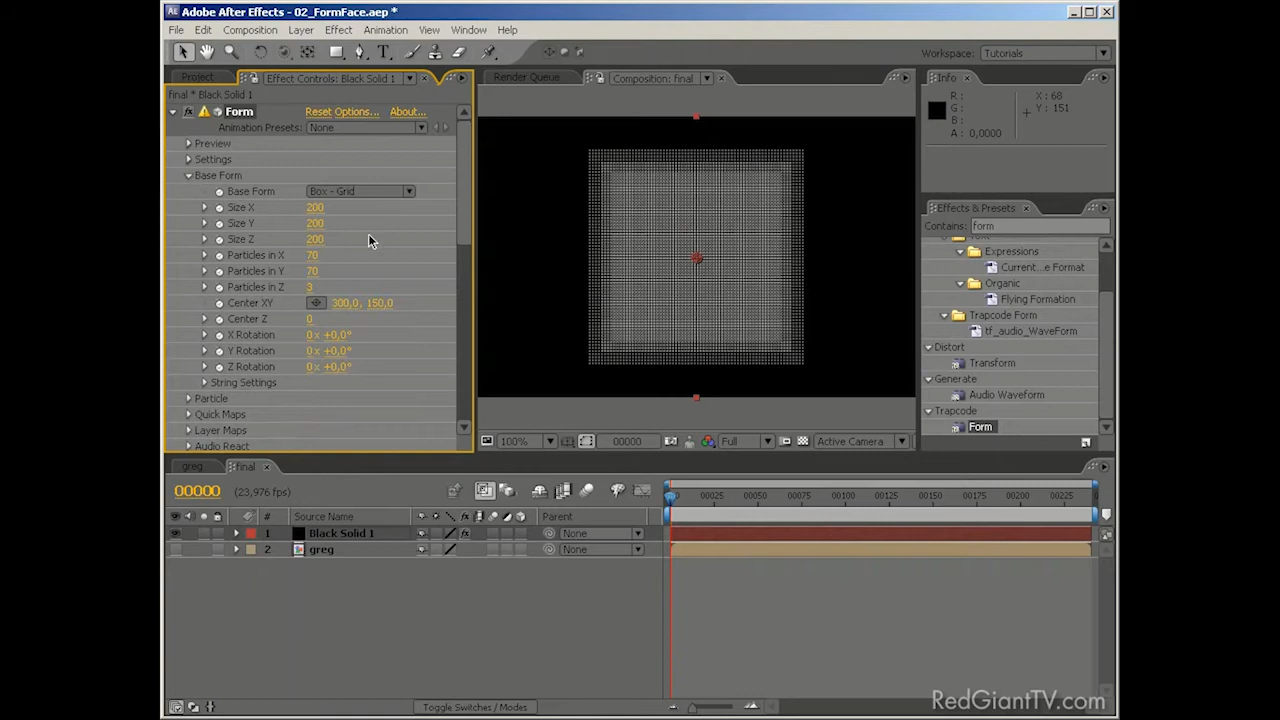 Adobe After Effects - 02_FormFace.aep *
File Edit Composition Layer Effect Animation View Window Help
Workspace: Tutorials
Project Effect Controls: Black Solid 1
Render Queue Composition: final
Info
final * Black Solid 1
Form Reset Options... About...
Animation Presets: None
Preview
Settings
Base Form
Base Form Box - Grid
Size X 200
Size Y 200
Size Z 200
Particles in X 70
Particles in Y 70
Particles in Z 3
Center XY 300,0, 150,0
Center Z 0
X Rotation 0x +0,0°
Y Rotation 0x +0,0°
Z Rotation 0x +0,0°
String Settings
Particle
Quick Maps
Layer Maps
Audio React
R :
G :
B :
A : 0,0000
X : 68
Y : 151
Effects & Presets
Contains: form
Expressions
Current...e Format
Organic
Flying Formation
Trapcode Form
tf_audio_WaveForm
Distort
Transform
Generate
Audio Waveform
Trapcode
Form
100% 00000 Full Active Camera
greg final
00000 (23,976 fps)
00025 00050 00075 00100 00125 00150 00175 00200 00225
# Source Name Parent
1 Black Solid 1 None
2 greg None
Toggle Switches / Modes
RedGiantTV.com